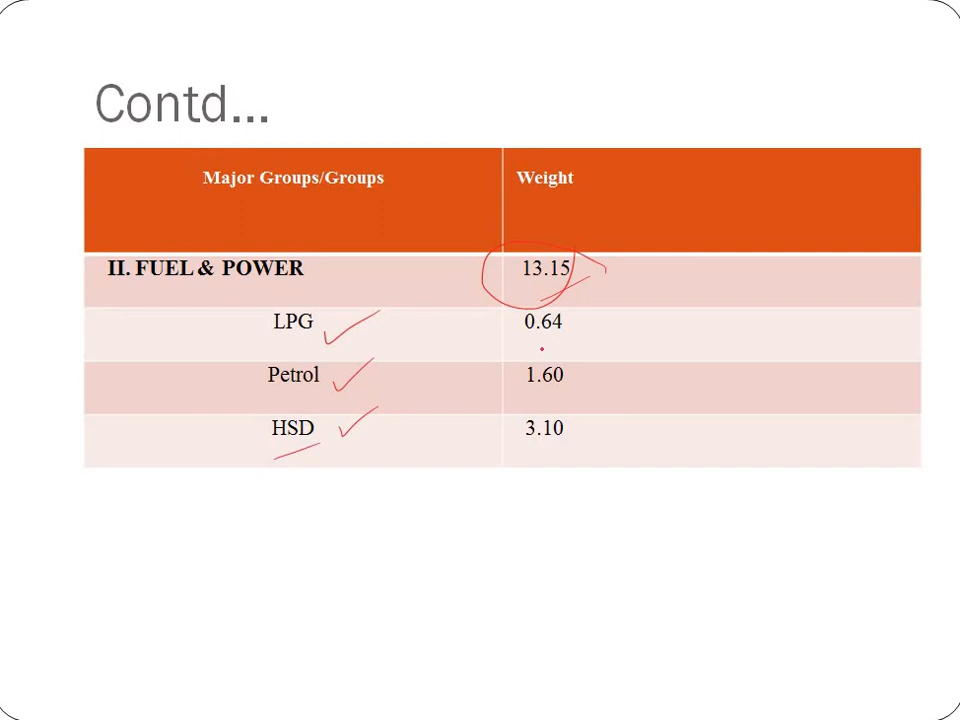 Contd...
Major Groups/Groups Weight
II. FUEL & POWER 13.15
LPG 0.64
Petrol 1.60
HSD 3.10